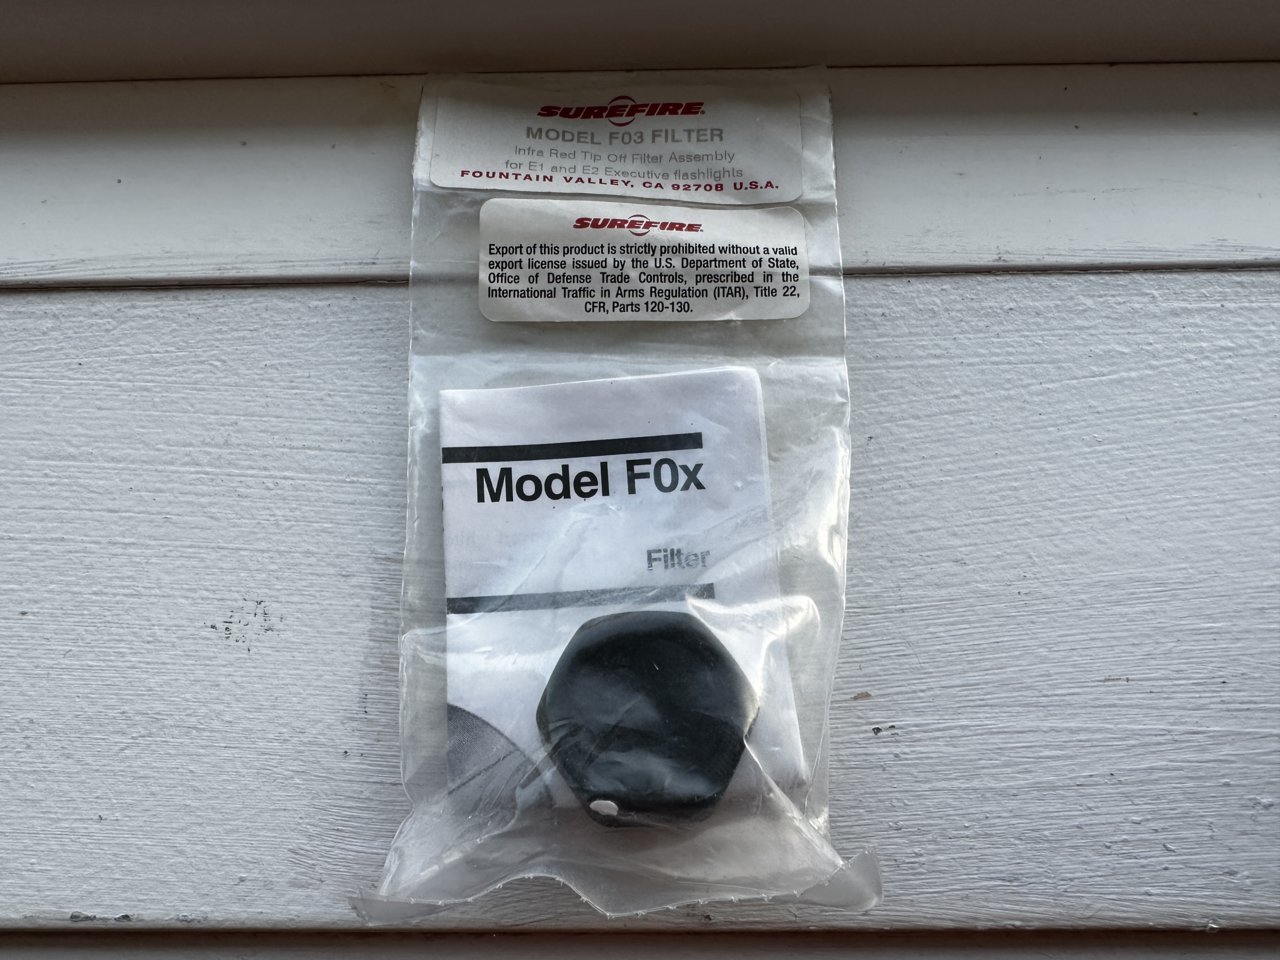 SUREFIRE
MODEL F03 FILTER
Infra Red Tip Off Filter Assembly
for E1 and E2 Executive flashlights
FOUNTAIN VALLEY, CA 92708 U.S.A.
SUREFIRE
Export of this product is strictly prohibited without a valid
export license issued by the U.S. Department of State,
Office of Defense Trade Controls, prescribed in the
International Traffic in Arms Regulation (ITAR), Title 22,
CFR, Parts 120-130.
Model F0x
Filter